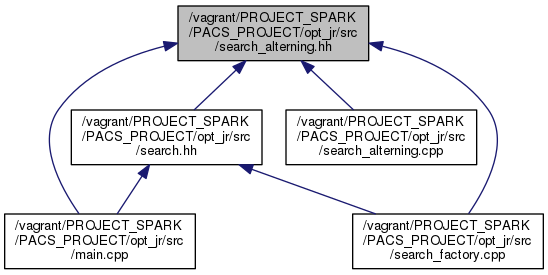 /vagrant/PROJECT_SPARK
/PACS_PROJECT/opt_jr/src
/search_alterning.hh
/vagrant/PROJECT_SPARK
/PACS_PROJECT/opt_jr/src
/search.hh
/vagrant/PROJECT_SPARK
/PACS_PROJECT/opt_jr/src
/search_alterning.cpp
/vagrant/PROJECT_SPARK
/PACS_PROJECT/opt_jr/src
/main.cpp
/vagrant/PROJECT_SPARK
/PACS_PROJECT/opt_jr/src
/search_factory.cpp